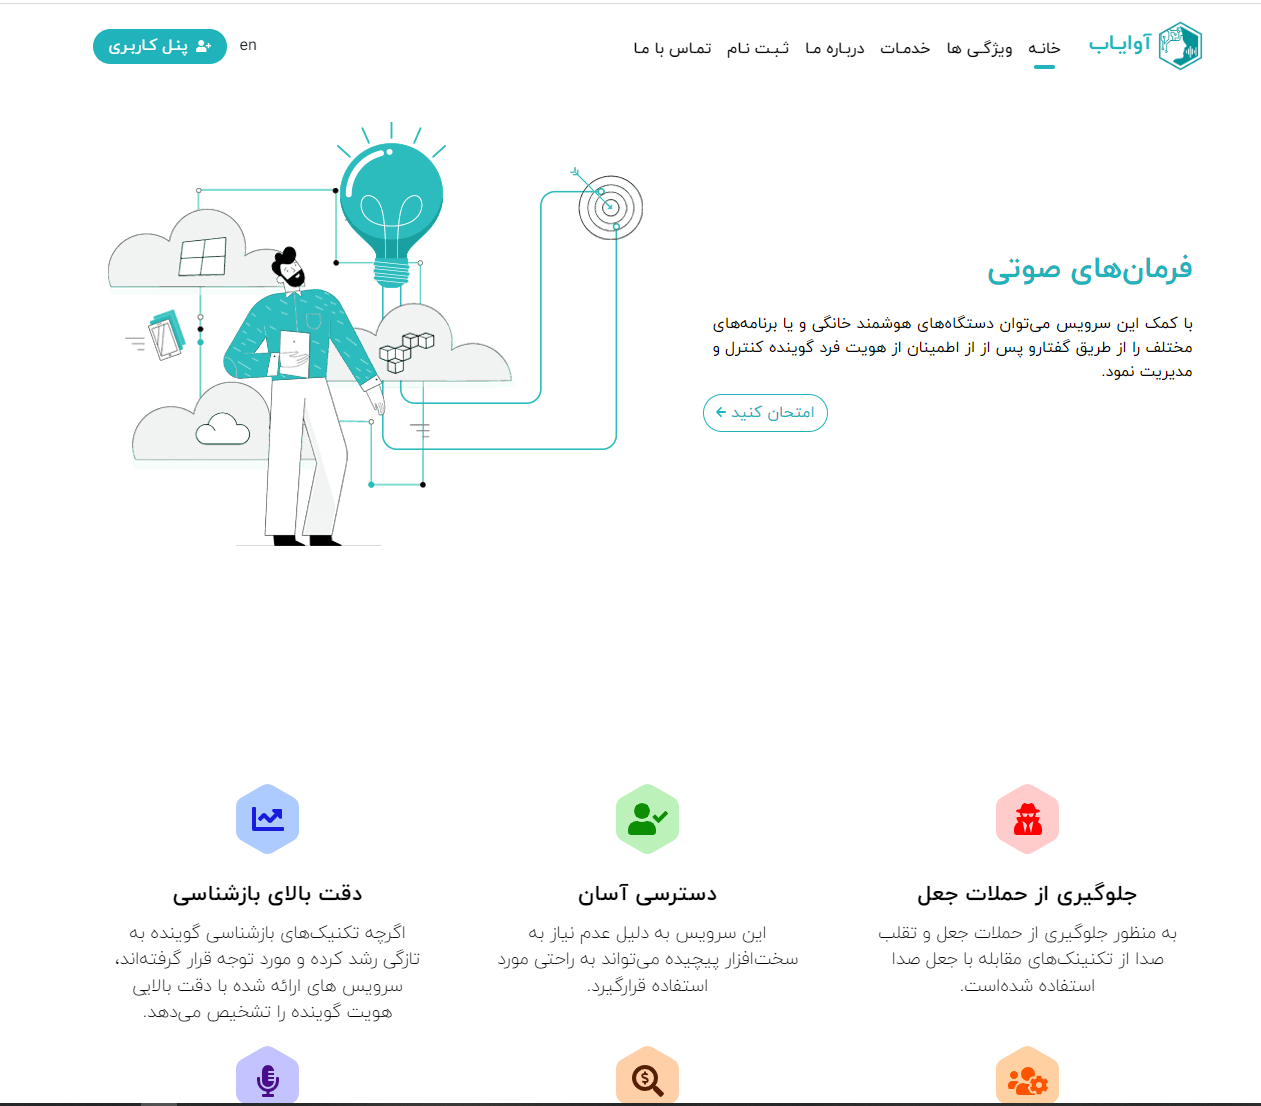 آوایاب
خانه
ویژگی ها
خدمات
درباره ما
ثبت نام
تماس با ما
en
پنل کاربری
فرمان‌های صوتی
با کمک این سرویس می‌توان دستگاه‌های هوشمند خانگی و یا برنامه‌های
مختلف را از طریق گفتارو پس از از اطمینان از هویت فرد گوینده کنترل و
مدیریت نمود.
امتحان کنید ←
جلوگیری از حملات جعل
به منظور جلوگیری از حملات جعل و تقلب
صدا از تکنینک‌های مقابله با جعل صدا
استفاده شده‌است.
دسترسی آسان
این سرویس به دلیل عدم نیاز به
سخت‌افزار پیچیده می‌تواند به راحتی مورد
استفاده قرارگیرد.
دقت بالای بازشناسی
اگرچه تکنیک‌های بازشناسی گوینده به
تازگی رشد کرده و مورد توجه قرار گرفته‌اند،
سرویس های ارائه شده با دقت بالایی
هویت گوینده را تشخیص می‌دهد.